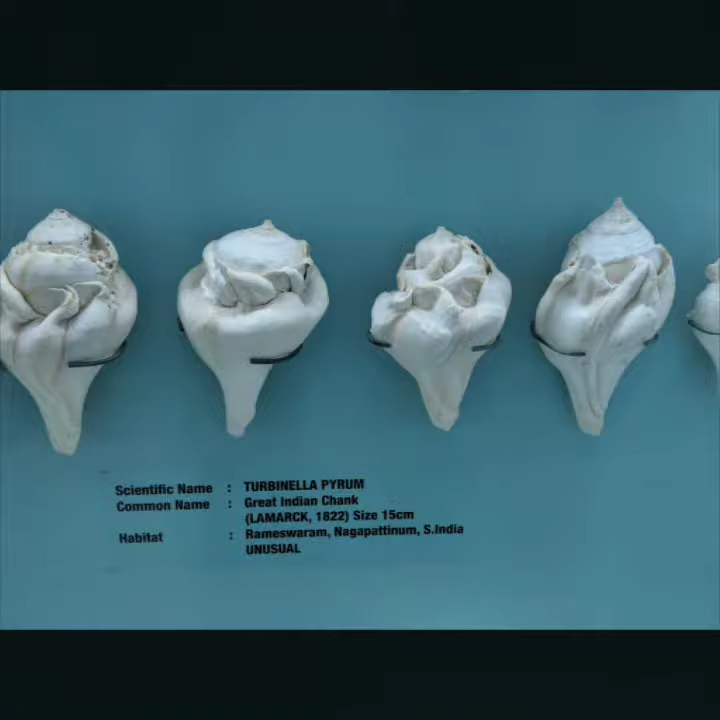 Scientific Name : TURBINELLA PYRUM
Common Name : Great Indian Chank
(LAMARCK, 1822) Size 15cm
Habitat : Rameswaram, Nagapattinum, S.India
UNUSUAL